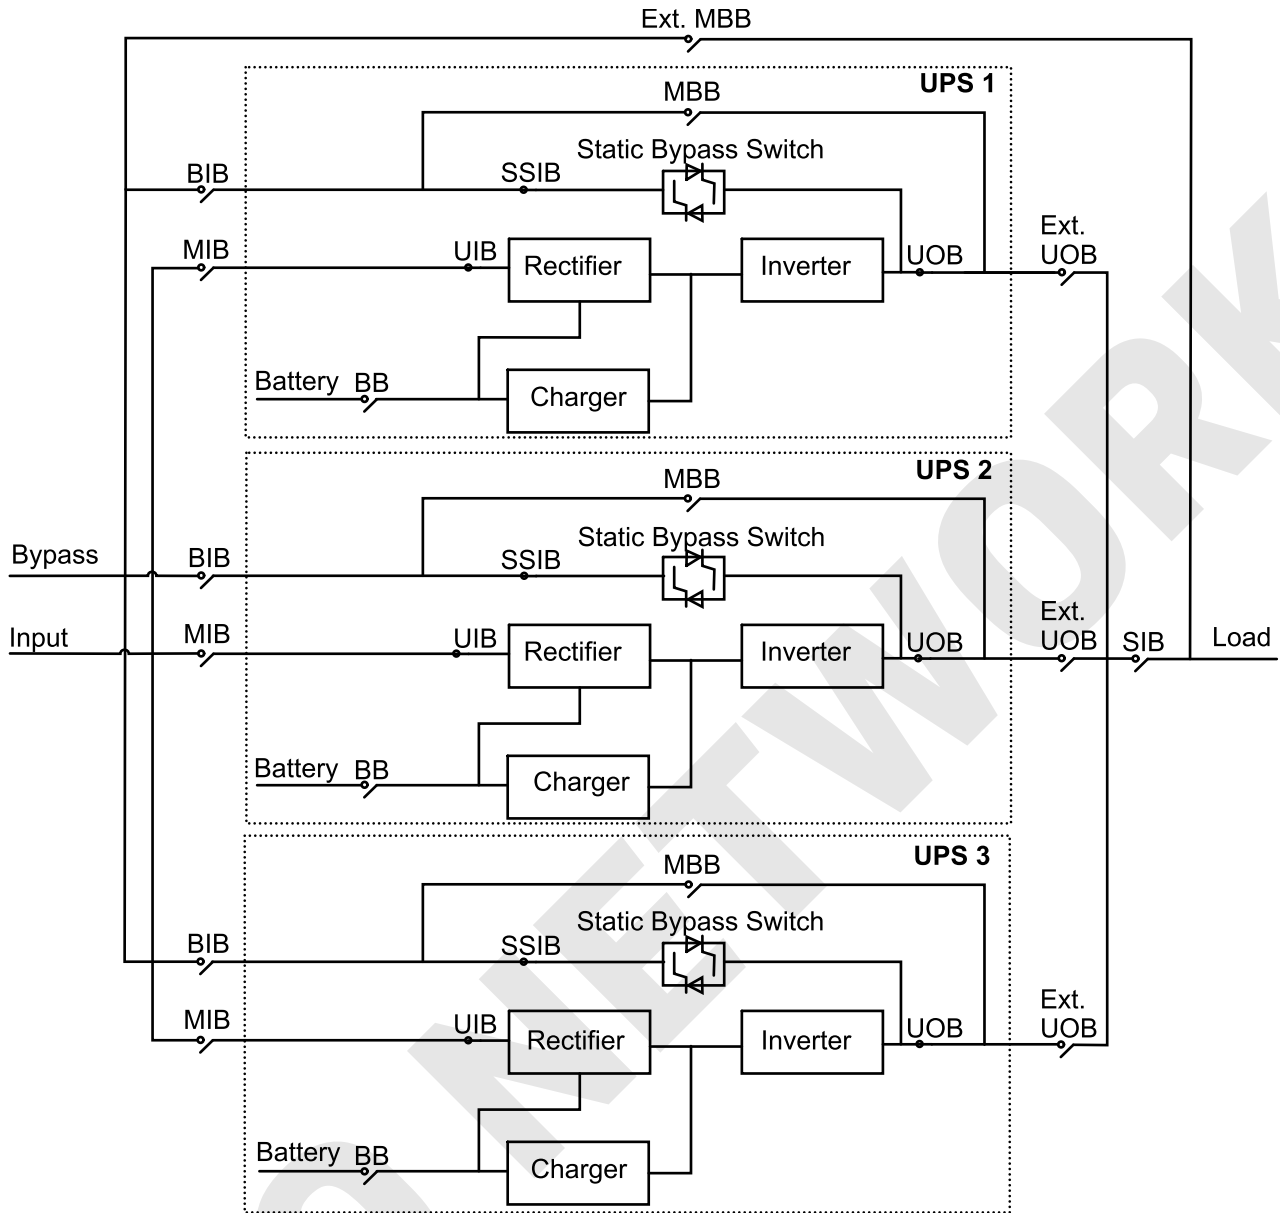 Ext. MBB
UPS 1
MBB
Static Bypass Switch
BIB
SSIB
Ext.
UOB
MIB
UIB
Rectifier
Inverter
UOB
Battery BB
Charger
UPS 2
MBB
Static Bypass Switch
Bypass
BIB
SSIB
Ext.
UOB
Input
MIB
UIB
Rectifier
Inverter
UOB
SIB
Load
Battery BB
Charger
UPS 3
MBB
Static Bypass Switch
BIB
SSIB
Ext.
UOB
MIB
UIB
Rectifier
Inverter
UOB
Battery BB
Charger
NETWORK